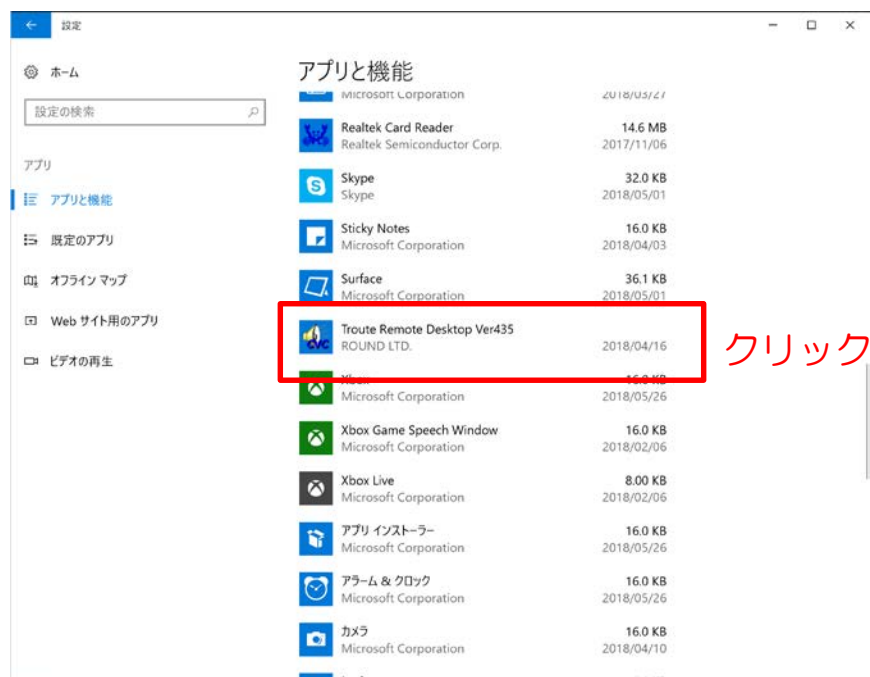 設定
ホーム
設定の検索
アプリ
アプリと機能
既定のアプリ
オフライン マップ
Web サイト用のアプリ
ビデオの再生
アプリと機能
Microsoft Corporation 2018/03/27
Realtek Card Reader 14.6 MB
Realtek Semiconductor Corp. 2017/11/06
Skype 32.0 KB
Skype 2018/05/01
Sticky Notes 16.0 KB
Microsoft Corporation 2018/04/03
Surface 36.1 KB
Microsoft Corporation 2018/05/01
Troute Remote Desktop Ver435
ROUND LTD. 2018/04/16
クリック
Xbox 16.0 KB
Microsoft Corporation 2018/05/26
Xbox Game Speech Window 16.0 KB
Microsoft Corporation 2018/02/06
Xbox Live 8.00 KB
Microsoft Corporation 2018/02/06
アプリ インストーラー 16.0 KB
Microsoft Corporation 2018/05/26
アラーム & クロック 16.0 KB
Microsoft Corporation 2018/05/26
カメラ 16.0 KB
Microsoft Corporation 2018/04/10